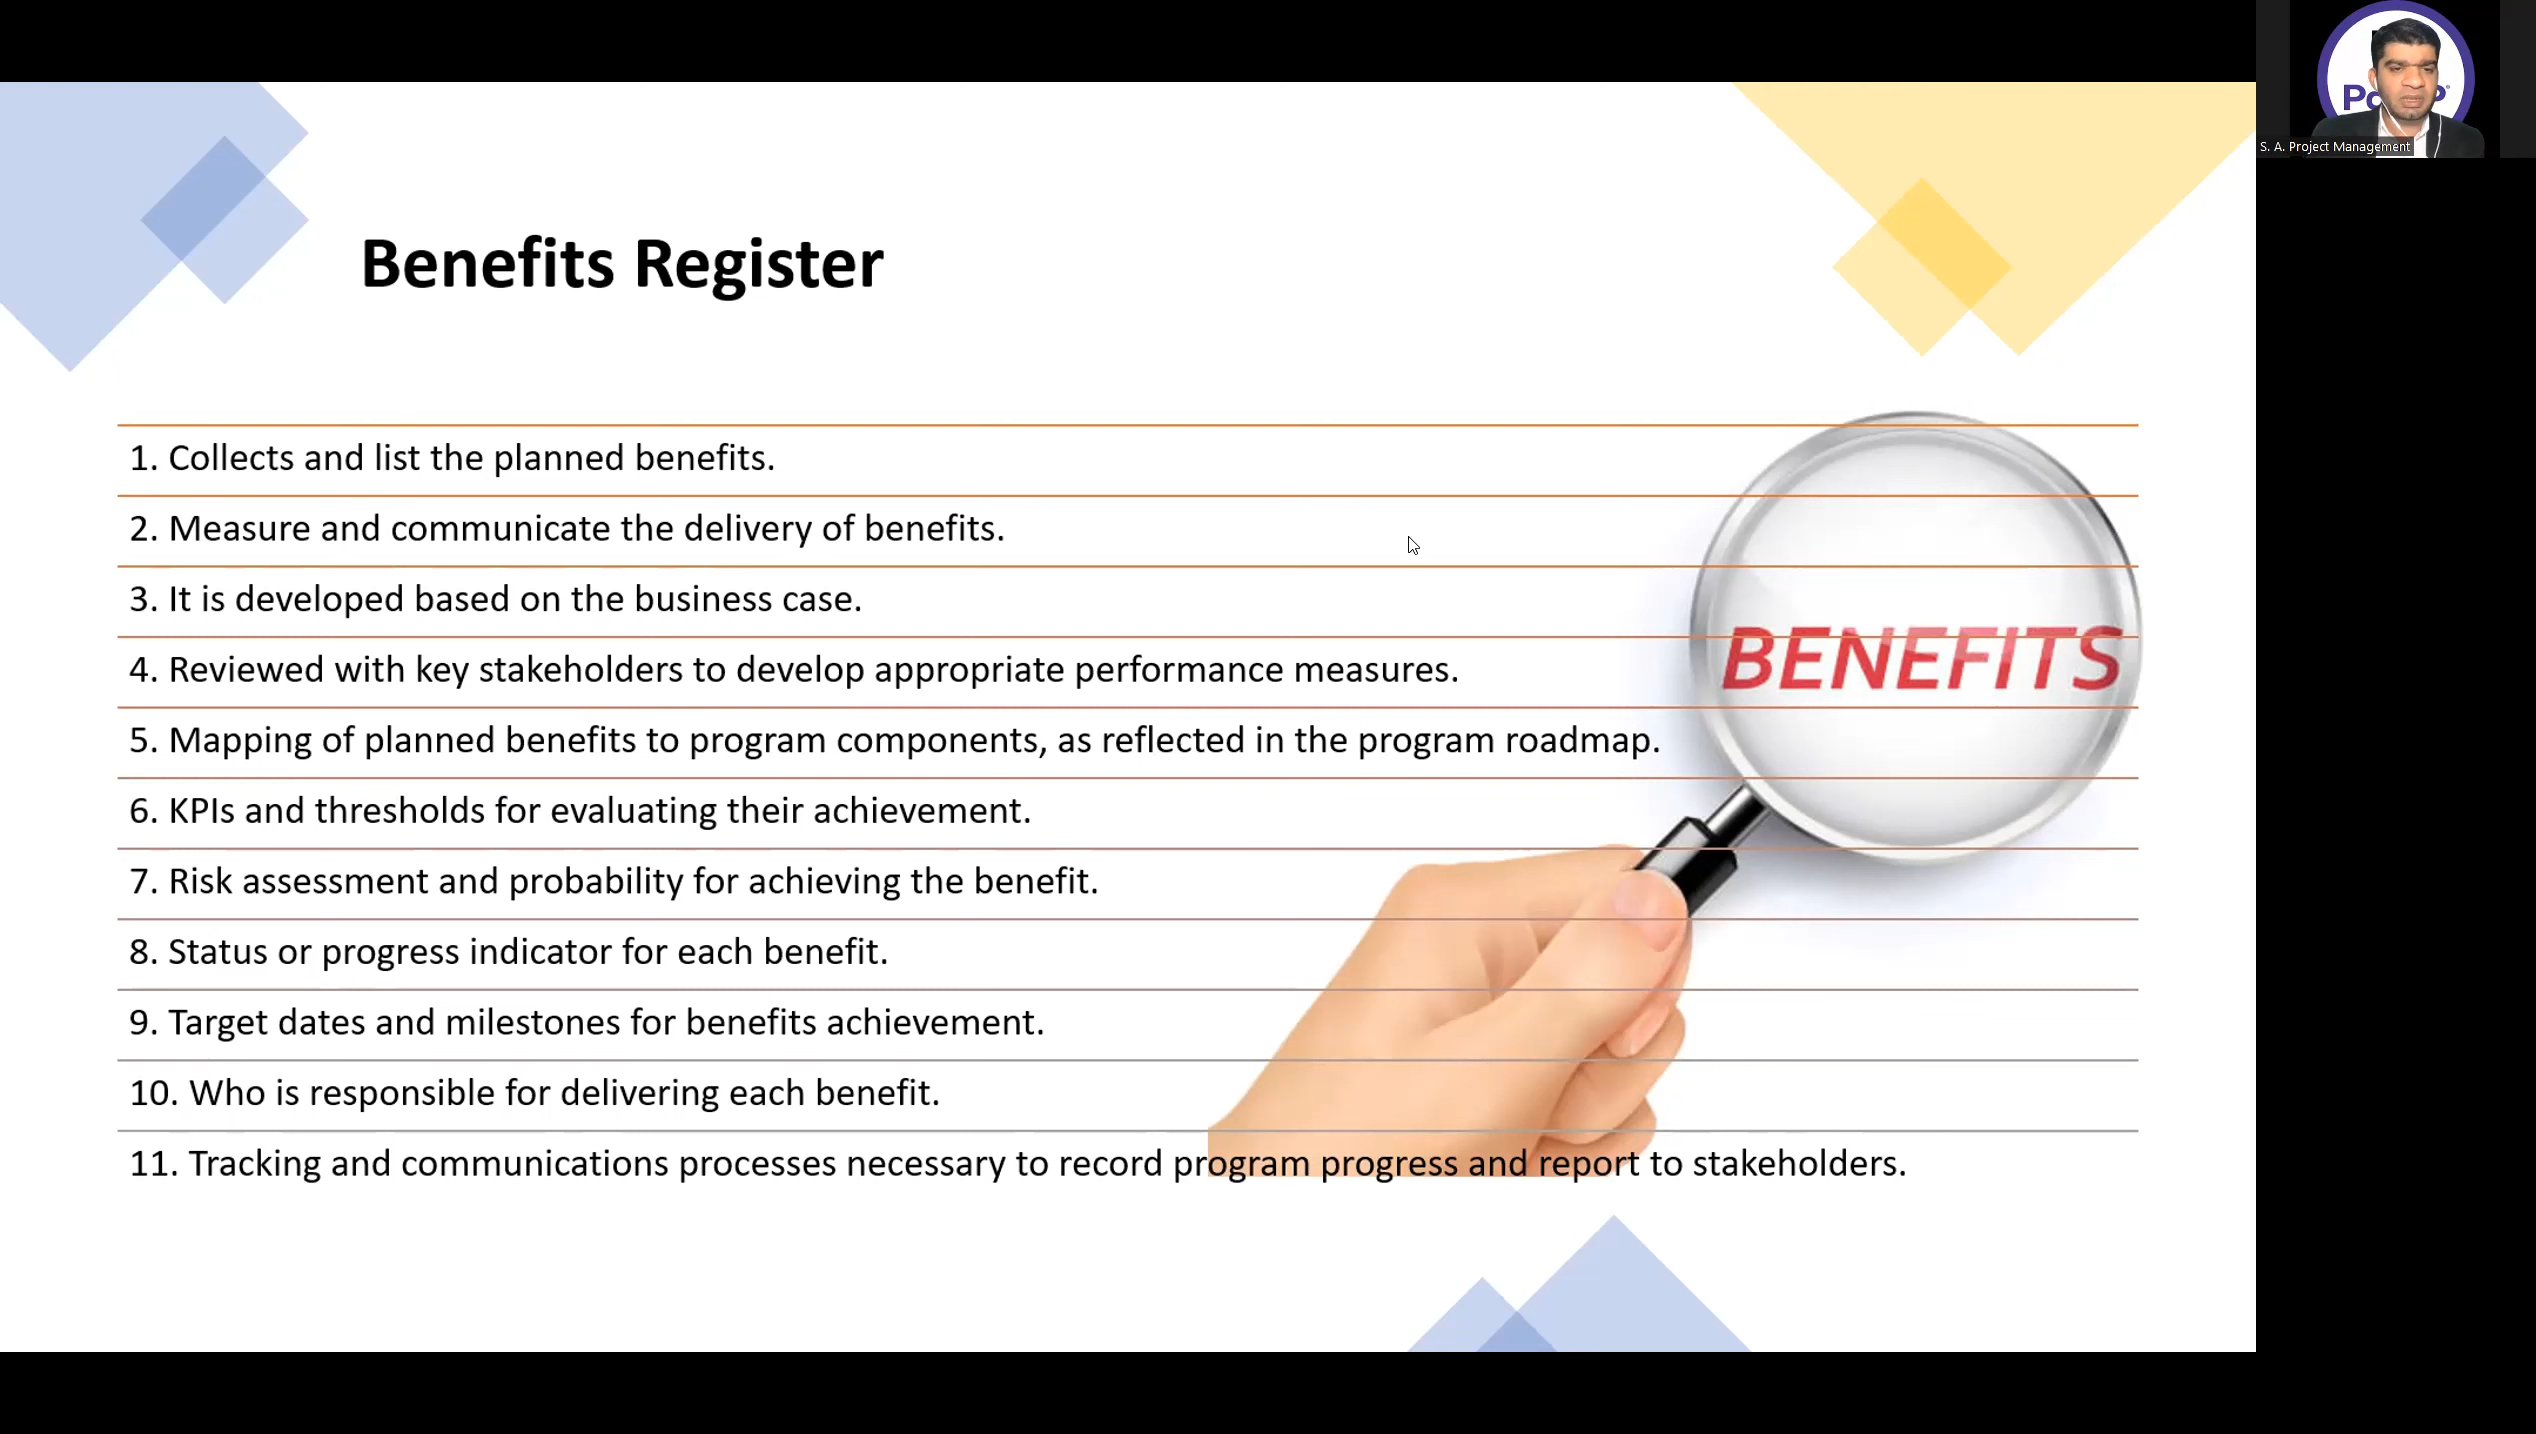 Benefits Register
1. Collects and list the planned benefits.
2. Measure and communicate the delivery of benefits.
3. It is developed based on the business case.
4. Reviewed with key stakeholders to develop appropriate performance measures.
5. Mapping of planned benefits to program components, as reflected in the program roadmap.
6. KPIs and thresholds for evaluating their achievement.
7. Risk assessment and probability for achieving the benefit.
8. Status or progress indicator for each benefit.
9. Target dates and milestones for benefits achievement.
10. Who is responsible for delivering each benefit.
11. Tracking and communications processes necessary to record program progress and report to stakeholders.
BENEFITS
S. A. Project Management